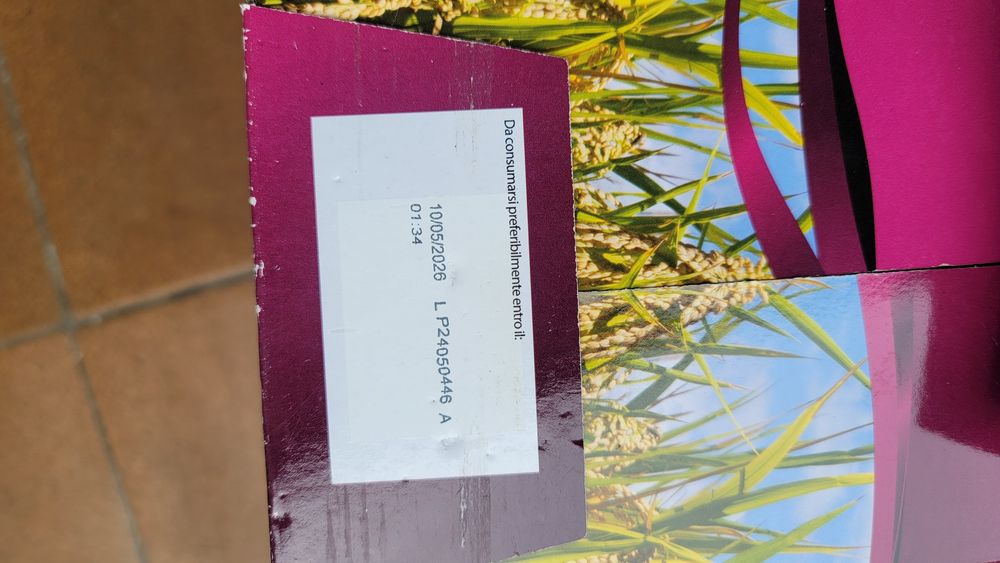 Da consumarsi preferibilmente entro il:
10/05/2026 L P24050446 A
01:34